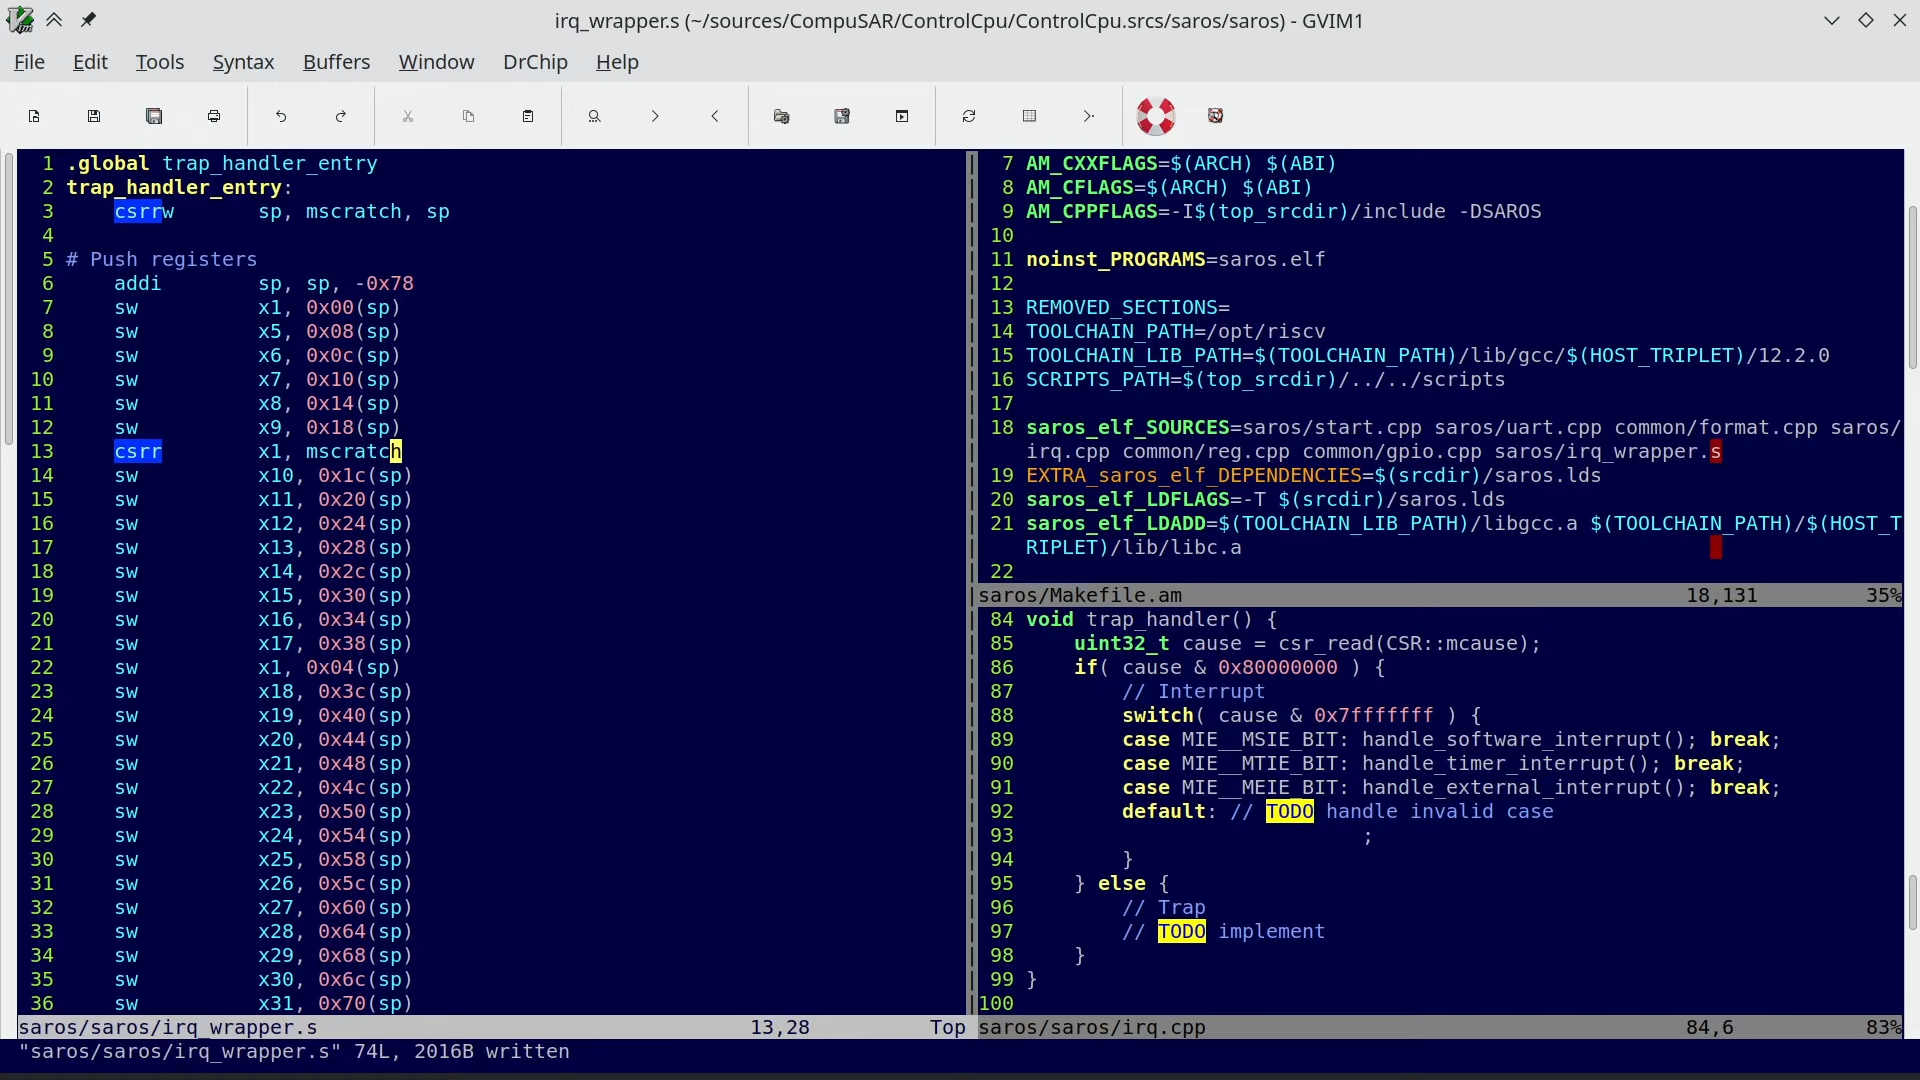 irq_wrapper.s (~/sources/CompuSAR/ControlCpu/ControlCpu.srcs/saros/saros) - GVIM1
File Edit Tools Syntax Buffers Window DrChip Help
1 .global trap_handler_entry
2 trap_handler_entry:
3     csrrw       sp, mscratch, sp
4
5 # Push registers
6     addi        sp, sp, -0x78
7     sw          x1, 0x00(sp)
8     sw          x5, 0x08(sp)
9     sw          x6, 0x0c(sp)
10     sw          x7, 0x10(sp)
11     sw          x8, 0x14(sp)
12     sw          x9, 0x18(sp)
13     csrr        x1, mscratch
14     sw          x10, 0x1c(sp)
15     sw          x11, 0x20(sp)
16     sw          x12, 0x24(sp)
17     sw          x13, 0x28(sp)
18     sw          x14, 0x2c(sp)
19     sw          x15, 0x30(sp)
20     sw          x16, 0x34(sp)
21     sw          x17, 0x38(sp)
22     sw          x1, 0x04(sp)
23     sw          x18, 0x3c(sp)
24     sw          x19, 0x40(sp)
25     sw          x20, 0x44(sp)
26     sw          x21, 0x48(sp)
27     sw          x22, 0x4c(sp)
28     sw          x23, 0x50(sp)
29     sw          x24, 0x54(sp)
30     sw          x25, 0x58(sp)
31     sw          x26, 0x5c(sp)
32     sw          x27, 0x60(sp)
33     sw          x28, 0x64(sp)
34     sw          x29, 0x68(sp)
35     sw          x30, 0x6c(sp)
36     sw          x31, 0x70(sp)
saros/saros/irq_wrapper.s 13,28 Top
7 AM_CXXFLAGS=$(ARCH) $(ABI)
8 AM_CFLAGS=$(ARCH) $(ABI)
9 AM_CPPFLAGS=-I$(top_srcdir)/include -DSAROS
10
11 noinst_PROGRAMS=saros.elf
12
13 REMOVED_SECTIONS=
14 TOOLCHAIN_PATH=/opt/riscv
15 TOOLCHAIN_LIB_PATH=$(TOOLCHAIN_PATH)/lib/gcc/$(HOST_TRIPLET)/12.2.0
16 SCRIPTS_PATH=$(top_srcdir)/../../scripts
17
18 saros_elf_SOURCES=saros/start.cpp saros/uart.cpp common/format.cpp saros/
irq.cpp common/reg.cpp common/gpio.cpp saros/irq_wrapper.s
19 EXTRA_saros_elf_DEPENDENCIES=$(srcdir)/saros.lds
20 saros_elf_LDFLAGS=-T $(srcdir)/saros.lds
21 saros_elf_LDADD=$(TOOLCHAIN_LIB_PATH)/libgcc.a $(TOOLCHAIN_PATH)/$(HOST_T
RIPLET)/lib/libc.a
22
saros/Makefile.am 18,131 35%
84 void trap_handler() {
85     uint32_t cause = csr_read(CSR::mcause);
86     if( cause & 0x80000000 ) {
87         // Interrupt
88         switch( cause & 0x7fffffff ) {
89         case MIE__MSIE_BIT: handle_software_interrupt(); break;
90         case MIE__MTIE_BIT: handle_timer_interrupt(); break;
91         case MIE__MEIE_BIT: handle_external_interrupt(); break;
92         default: // TODO handle invalid case
93                             ;
94         }
95     } else {
96         // Trap
97         // TODO implement
98     }
99 }
100
saros/saros/irq.cpp 84,6 83%
"saros/saros/irq_wrapper.s" 74L, 2016B written